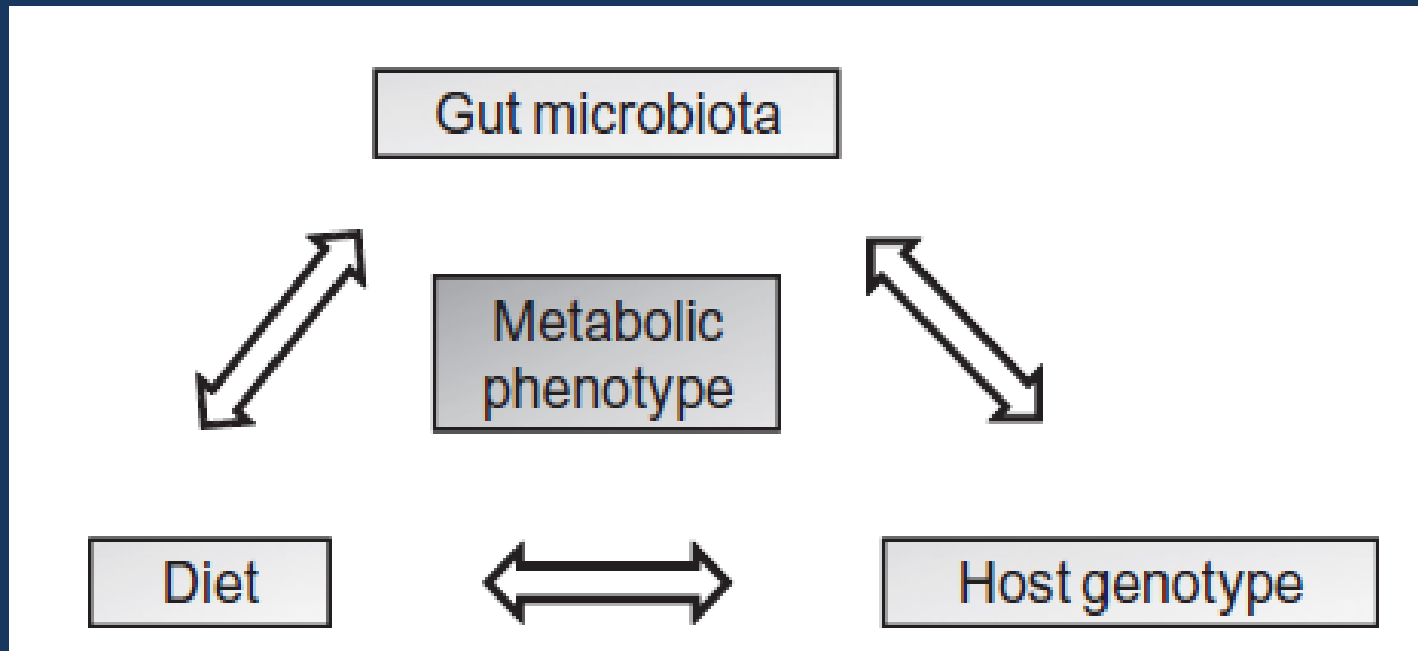 Gut microbiota
Metabolic
phenotype
Diet
Host genotype